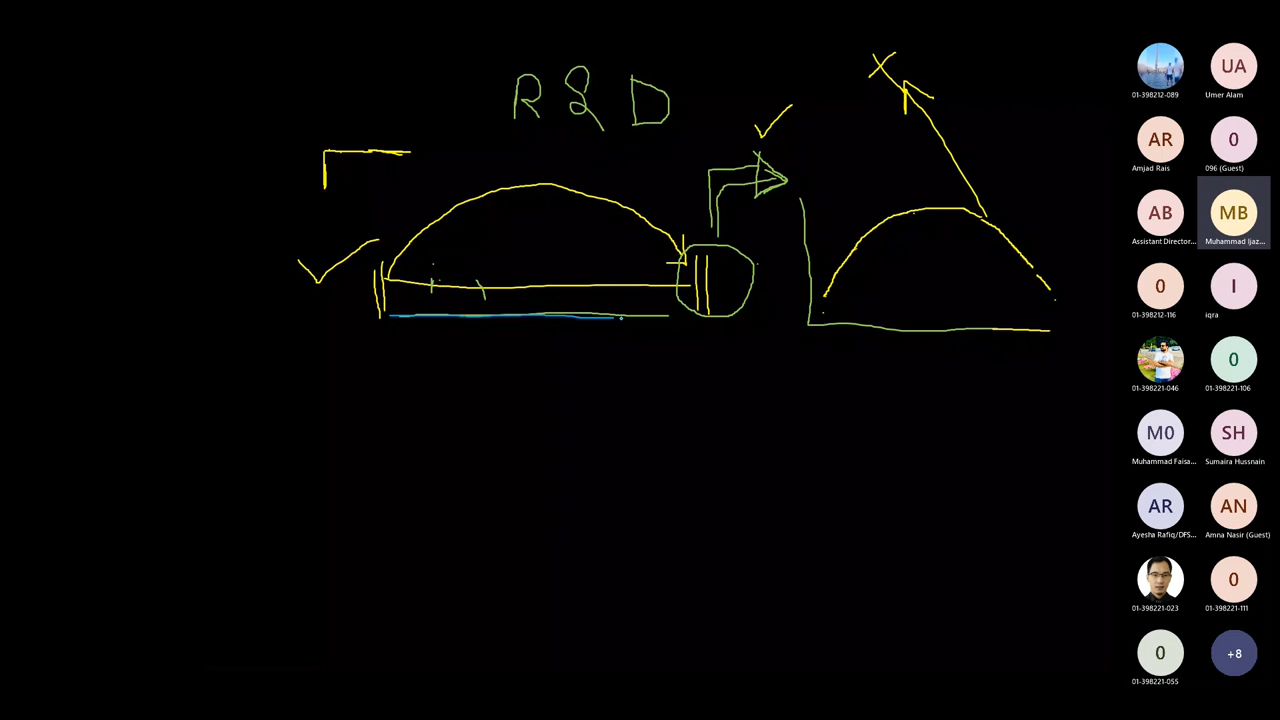 R & D
X
UA
01-398212-089
Umer Alam
AR
0
Amjad Rais
096 (Guest)
AB
MB
Assistant Director...
Muhammad Ijaz...
0
I
01-398212-116
iqra
0
01-398221-046
01-398221-106
M0
SH
Muhammad Faisa...
Sumaira Hussnain
AR
AN
Ayesha Rafiq/DFS...
Amna Nasir (Guest)
0
01-398221-023
01-398221-111
0
+8
01-398221-055